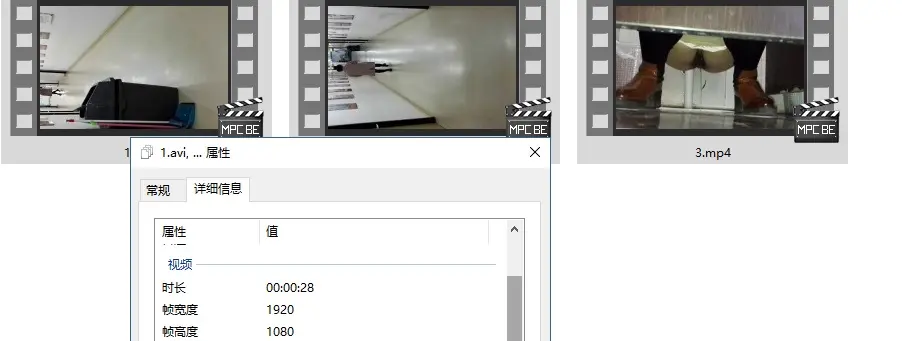 MPC BE
MPC BE
MPC BE
1
3.mp4
1.avi, ... 属性
常规
详细信息
属性
值
视频
时长
00:00:28
帧宽度
1920
帧高度
1080